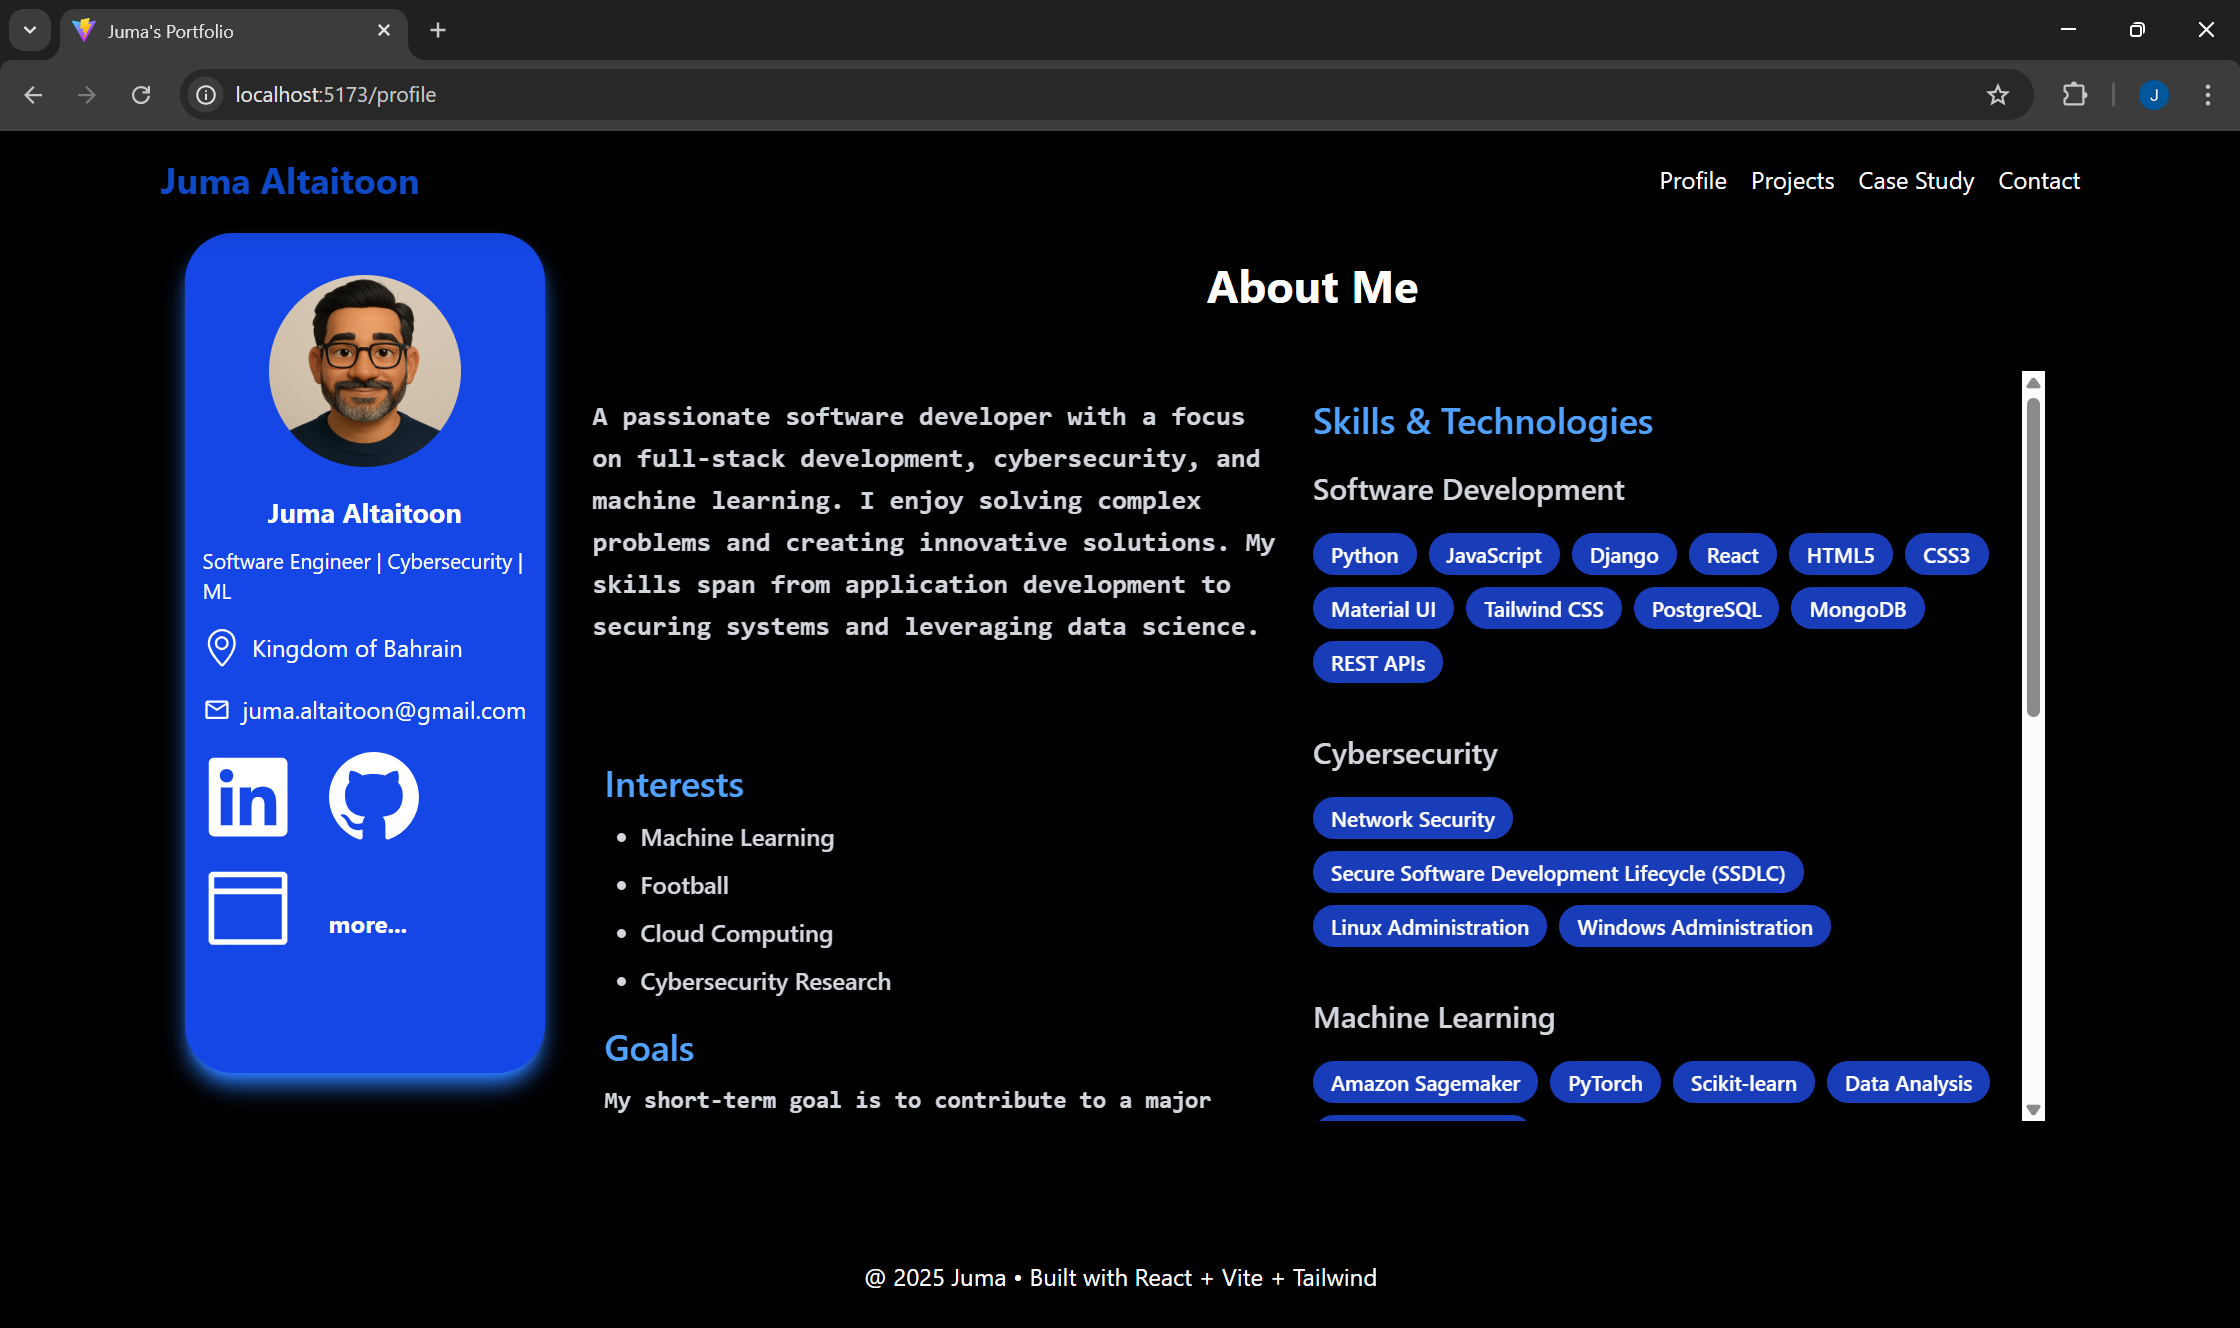 Juma's Portfolio
localhost:5173/profile
J
Juma Altaitoon
Profile Projects Case Study Contact
Juma Altaitoon
Software Engineer | Cybersecurity |
ML
Kingdom of Bahrain
juma.altaitoon@gmail.com
in
more...
About Me
A passionate software developer with a focus
on full-stack development, cybersecurity, and
machine learning. I enjoy solving complex
problems and creating innovative solutions. My
skills span from application development to
securing systems and leveraging data science.
Interests
• Machine Learning
• Football
• Cloud Computing
• Cybersecurity Research
Goals
My short-term goal is to contribute to a major
Skills & Technologies
Software Development
Python JavaScript Django React HTML5 CSS3
Material UI Tailwind CSS PostgreSQL MongoDB
REST APIs
Cybersecurity
Network Security
Secure Software Development Lifecycle (SSDLC)
Linux Administration Windows Administration
Machine Learning
Amazon Sagemaker PyTorch Scikit-learn Data Analysis
@ 2025 Juma • Built with React + Vite + Tailwind